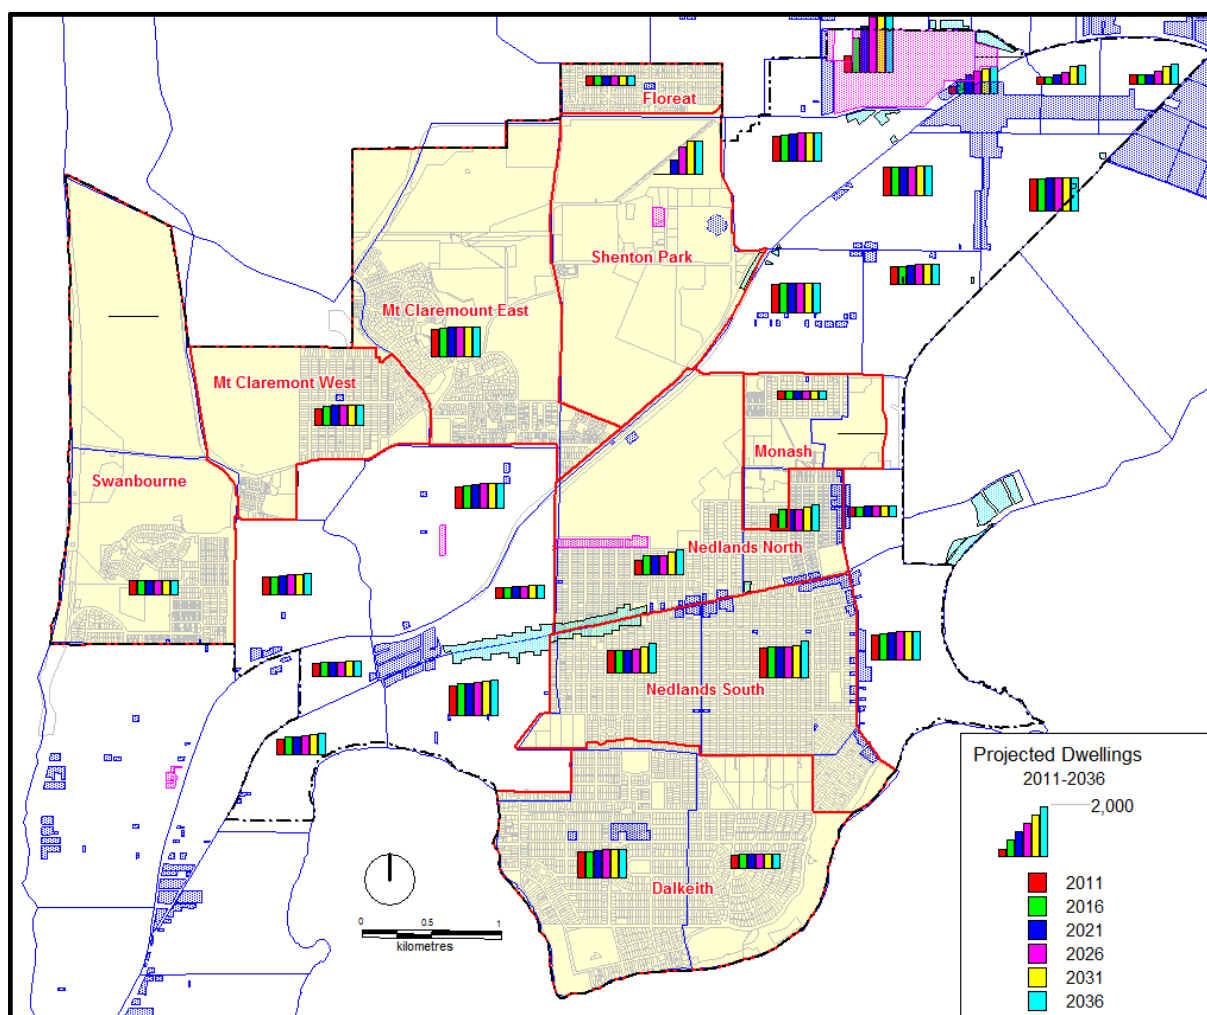 Floreat
Shenton Park
Mt Claremount East
Mt Claremont West
Monash
Swanbourne
Nedlands North
Nedlands South
Dalkeith
Projected Dwellings
2011-2036
2,000
2011
2016
2021
2026
2031
2036
0 0.5 1
kilometres